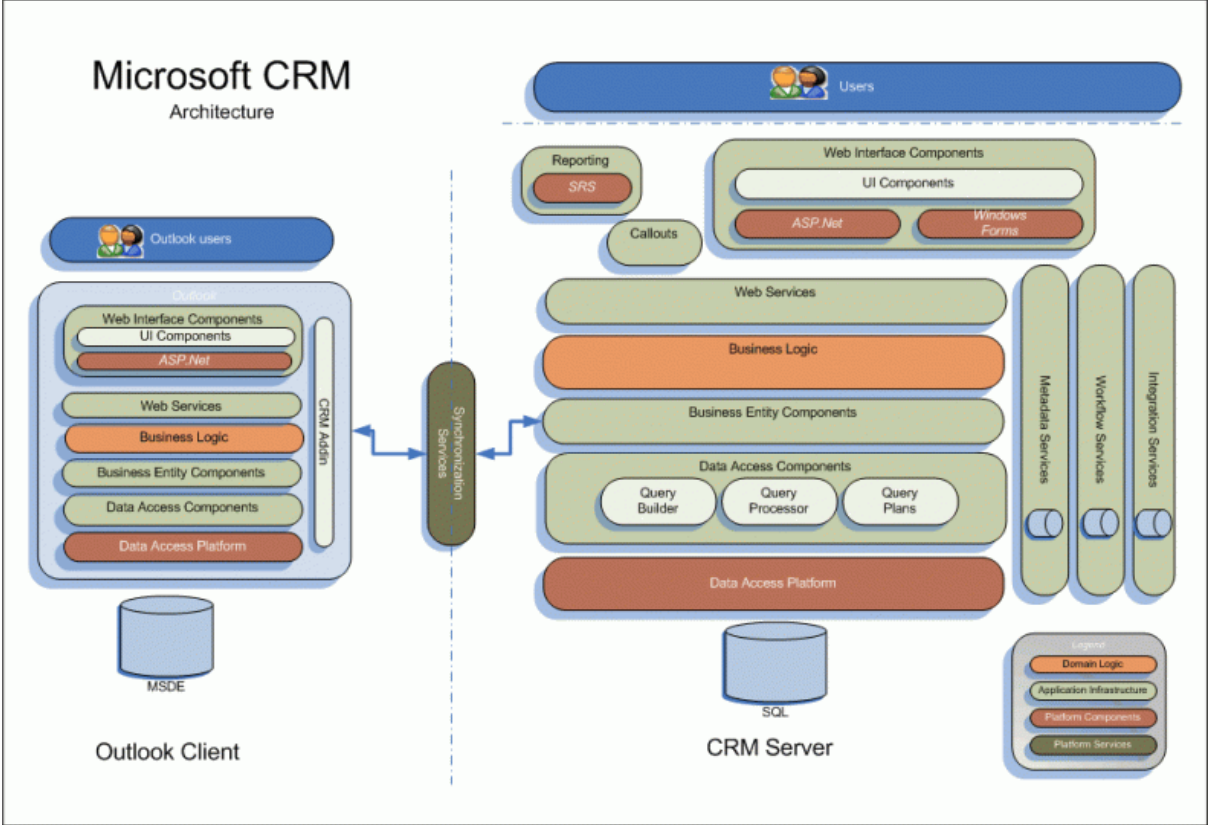 Microsoft CRM
Architecture
Users
Reporting
SRS
Callouts
Web Interface Components
UI Components
ASP.Net
Windows
Forms
Outlook users
Outlook
Web Interface Components
UI Components
ASP.Net
Web Services
Business Logic
Business Entity Components
Data Access Components
Data Access Platform
CRM Addin
MSDE
Outlook Client
Synchronization
Services
Web Services
Business Logic
Business Entity Components
Data Access Components
Query
Builder
Query
Processor
Query
Plans
Data Access Platform
SQL
CRM Server
Metadata Services
Workflow Services
Integration Services
Legend
Domain Logic
Application Infrastructure
Platform Components
Platform Services